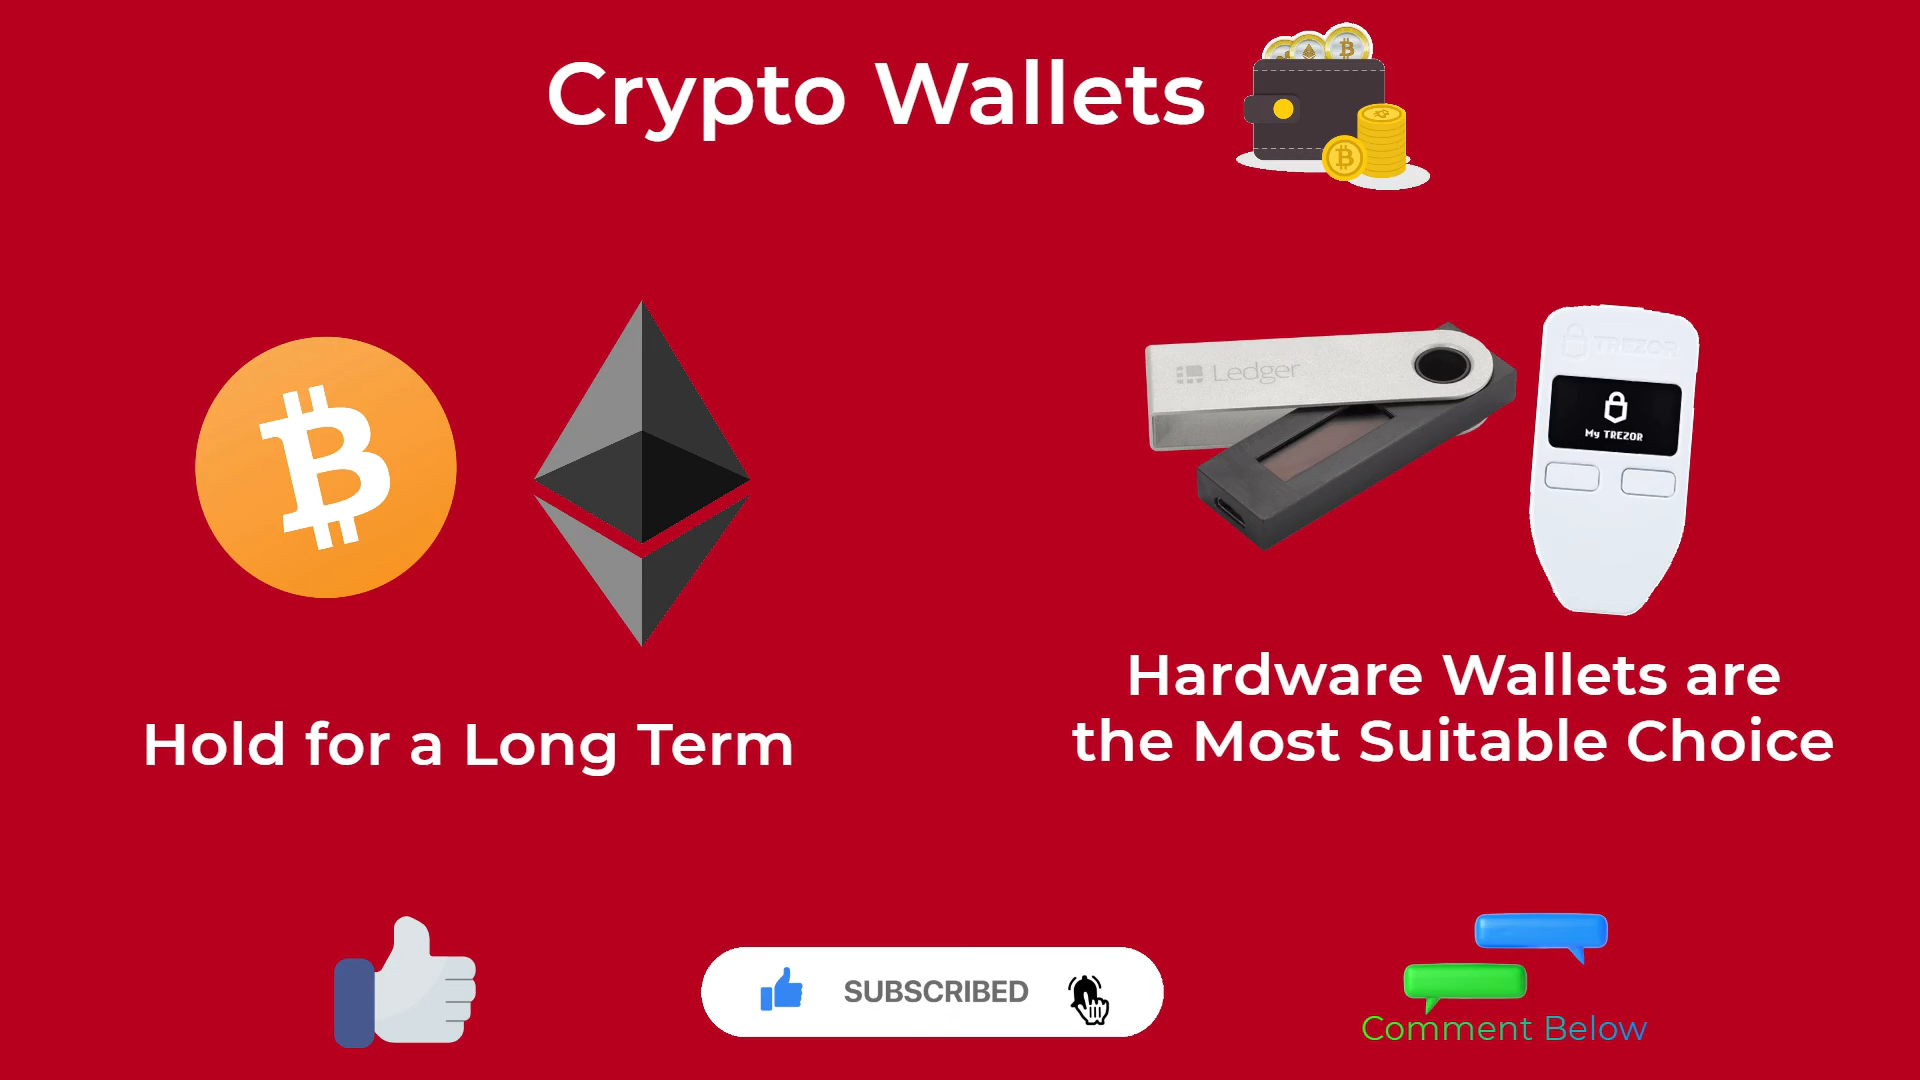 Crypto Wallets
Ledger
TREZOR
My TREZOR
Hold for a Long Term
Hardware Wallets are
the Most Suitable Choice
SUBSCRIBED
Comment Below